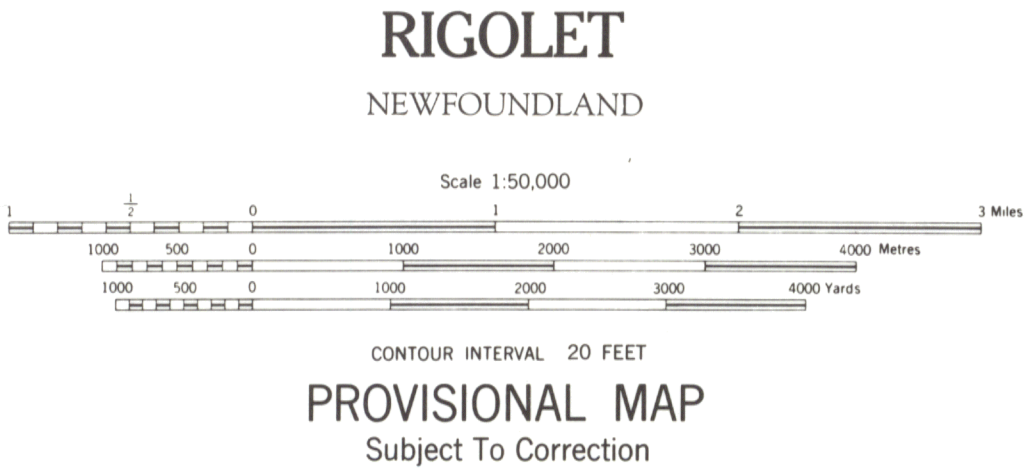 RIGOLET
NEWFOUNDLAND
Scale 1:50,000
1 1/2 0 1 2 3 Miles
1000 500 0 1000 2000 3000 4000 Metres
1000 500 0 1000 2000 3000 4000 Yards
CONTOUR INTERVAL 20 FEET
PROVISIONAL MAP
Subject To Correction